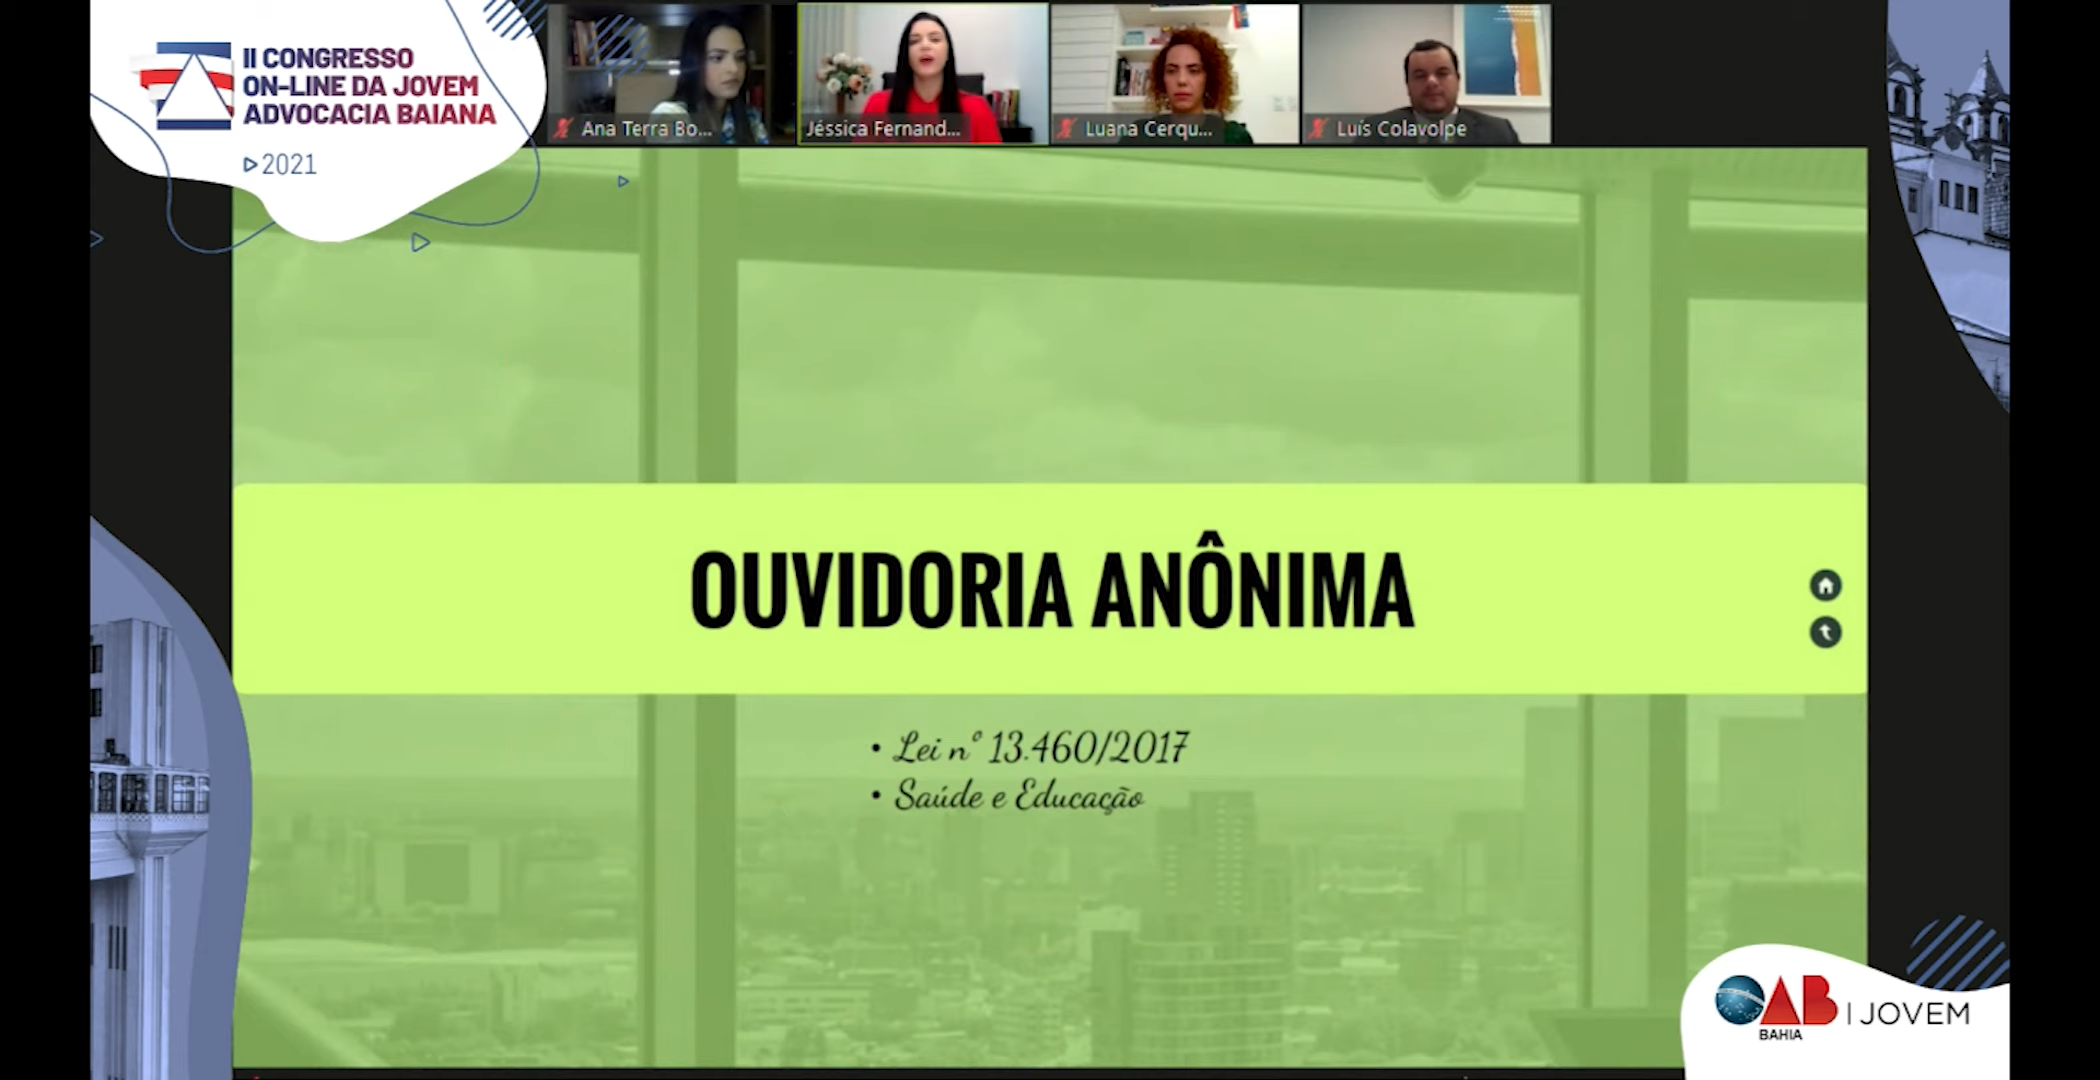 II CONGRESSO
ON-LINE DA JOVEM
ADVOCACIA BAIANA
2021
Ana Terra Bo...
Jéssica Fernand...
Luana Cerqu...
Luís Colavolpe
OUVIDORIA ANÔNIMA
• Lei nº 13.460/2017
• Saúde e Educação
OAB | JOVEM
BAHIA